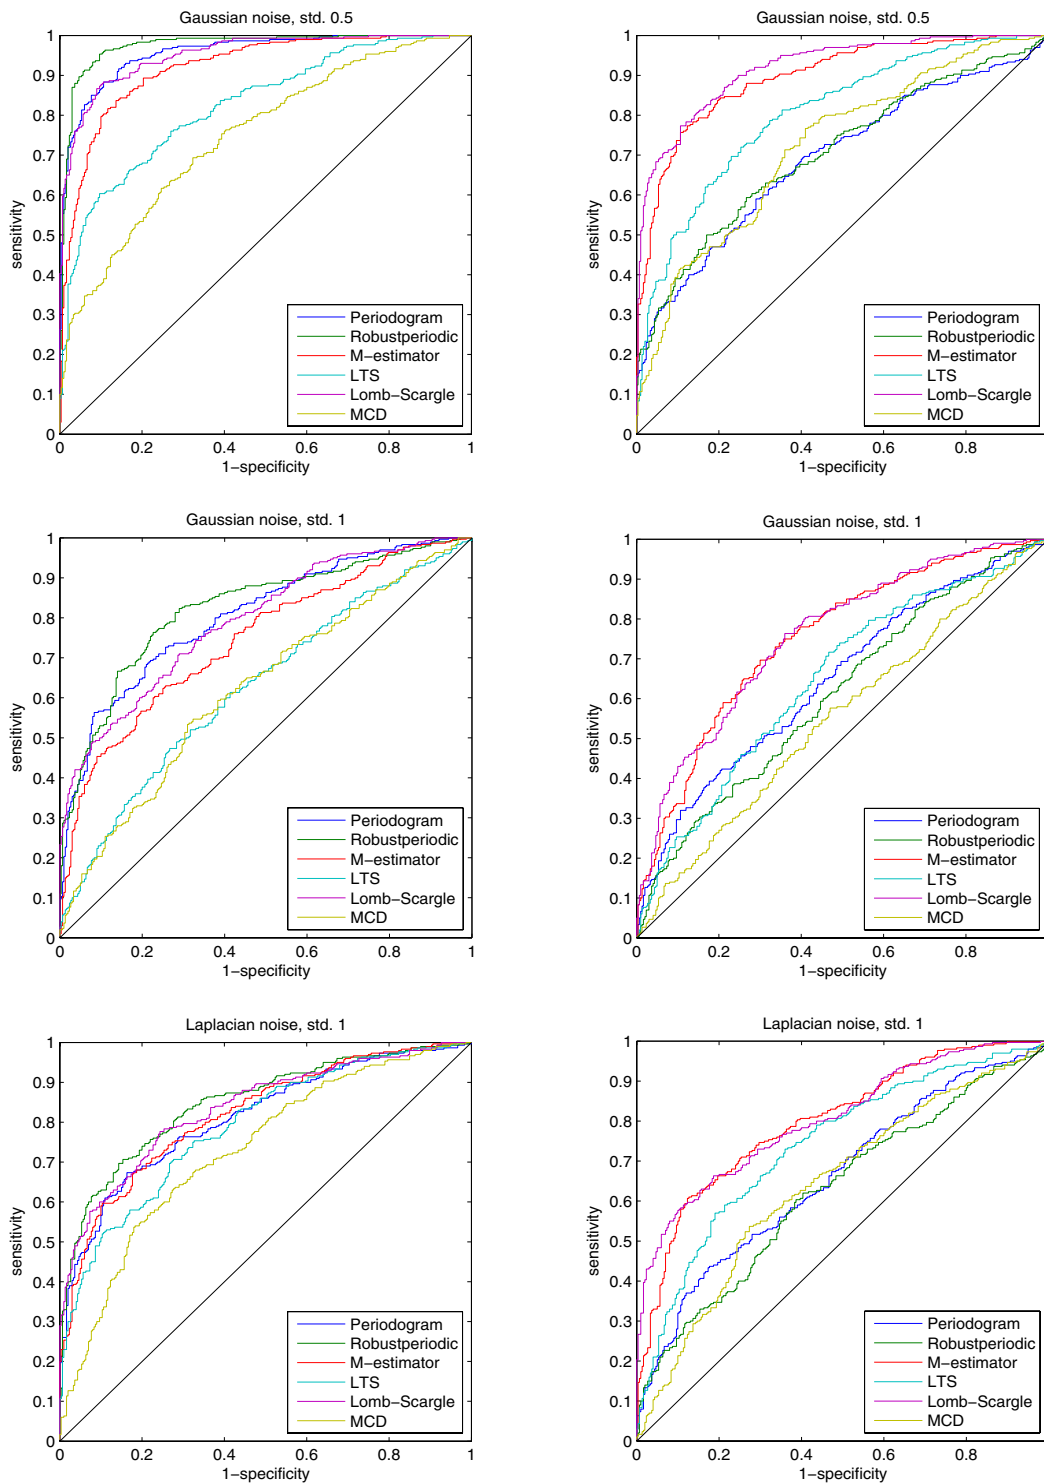 Gaussian noise, std. 0.5
1
0.9
0.8
0.7
0.6
0.5
0.4
0.3
0.2
0.1
0
sensitivity
Periodogram
Robustperiodic
M-estimator
LTS
Lomb-Scargle
MCD
0 0.2 0.4 0.6 0.8 1
1-specificity
Gaussian noise, std. 0.5
1
0.9
0.8
0.7
0.6
0.5
0.4
0.3
0.2
0.1
0
sensitivity
Periodogram
Robustperiodic
M-estimator
LTS
Lomb-Scargle
MCD
0 0.2 0.4 0.6 0.8
1-specificity
Gaussian noise, std. 1
1
0.9
0.8
0.7
0.6
0.5
0.4
0.3
0.2
0.1
0
sensitivity
Periodogram
Robustperiodic
M-estimator
LTS
Lomb-Scargle
MCD
0 0.2 0.4 0.6 0.8 1
1-specificity
Gaussian noise, std. 1
1
0.9
0.8
0.7
0.6
0.5
0.4
0.3
0.2
0.1
0
sensitivity
Periodogram
Robustperiodic
M-estimator
LTS
Lomb-Scargle
MCD
0 0.2 0.4 0.6 0.8
1-specificity
Laplacian noise, std. 1
1
0.9
0.8
0.7
0.6
0.5
0.4
0.3
0.2
0.1
0
sensitivity
Periodogram
Robustperiodic
M-estimator
LTS
Lomb-Scargle
MCD
0 0.2 0.4 0.6 0.8 1
1-specificity
Laplacian noise, std. 1
1
0.9
0.8
0.7
0.6
0.5
0.4
0.3
0.2
0.1
0
sensitivity
Periodogram
Robustperiodic
M-estimator
LTS
Lomb-Scargle
MCD
0 0.2 0.4 0.6 0.8
1-specificity